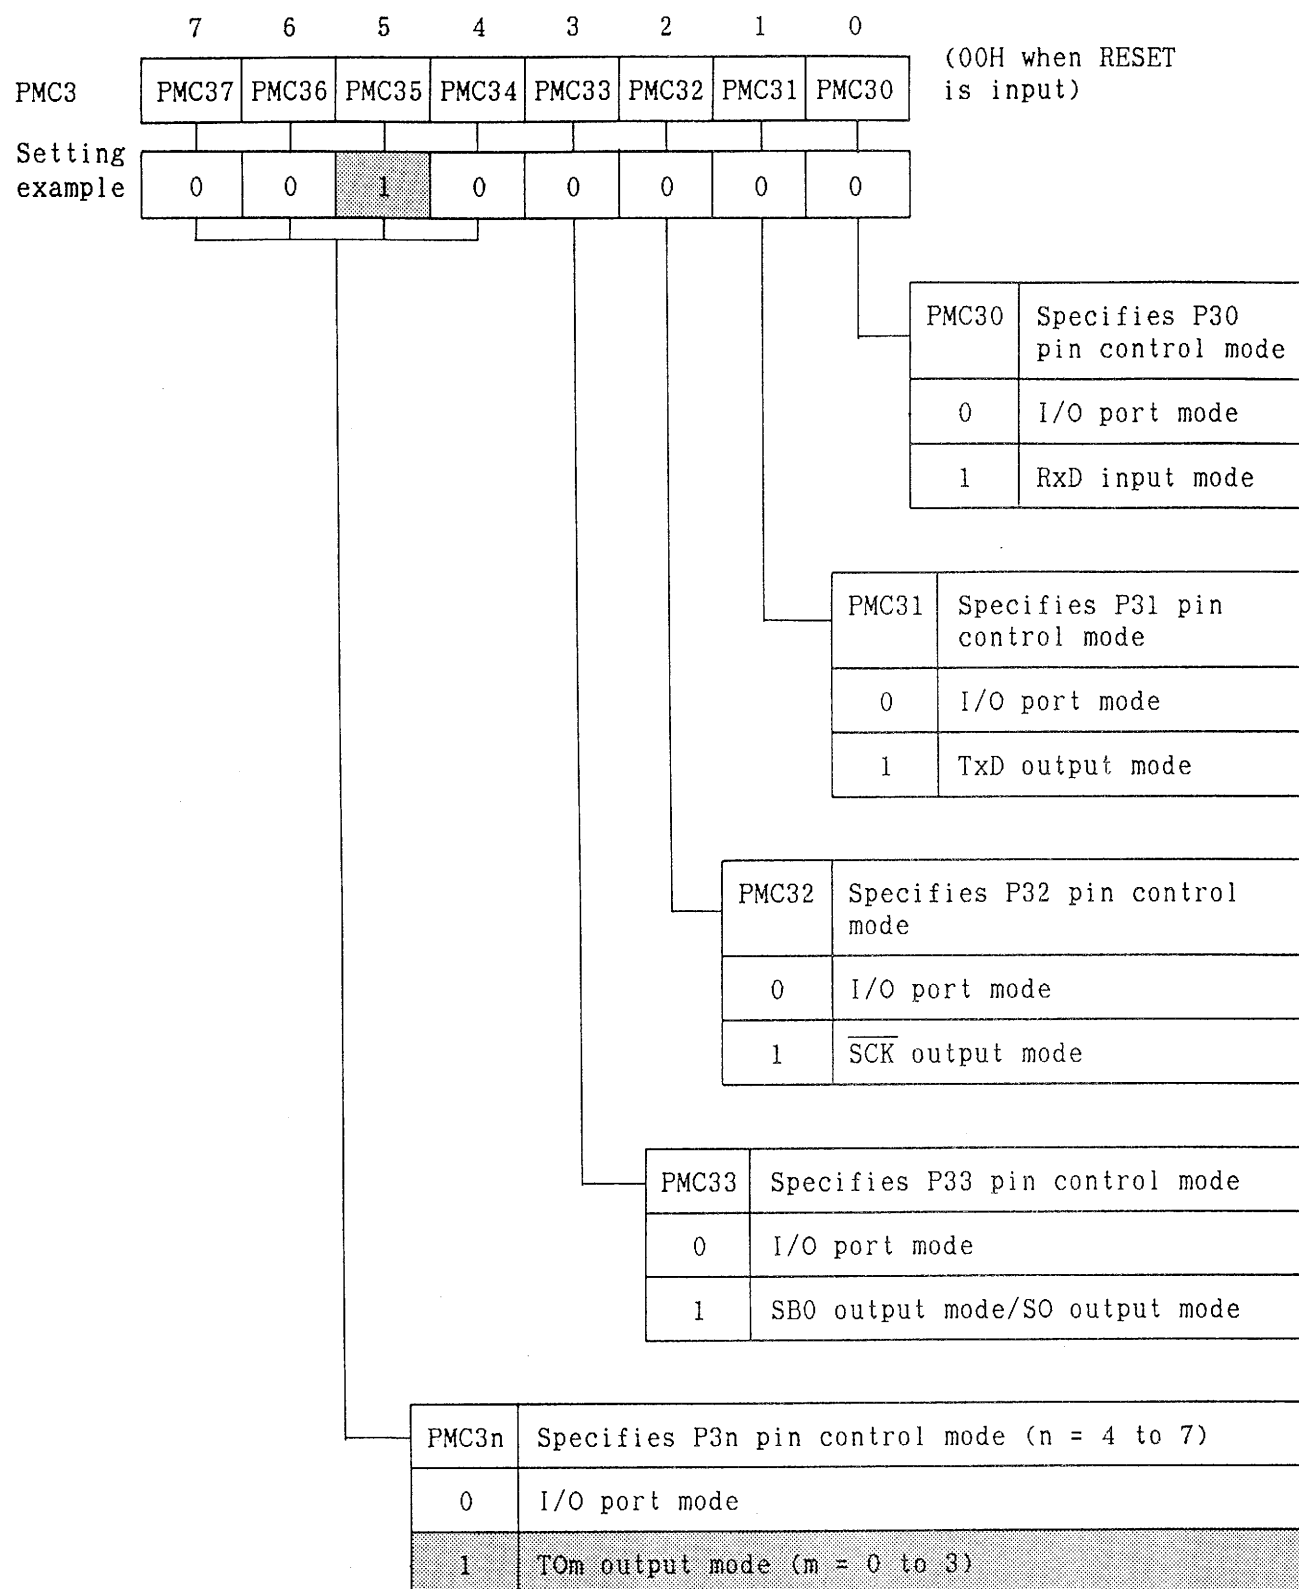 7 6 5 4 3 2 1 0
(00H when RESET
is input)
PMC3 PMC37 PMC36 PMC35 PMC34 PMC33 PMC32 PMC31 PMC30
Setting
example 0 0 1 0 0 0 0 0
PMC30 Specifies P30
pin control mode
0 I/O port mode
1 RxD input mode
PMC31 Specifies P31 pin
control mode
0 I/O port mode
1 TxD output mode
PMC32 Specifies P32 pin control
mode
0 I/O port mode
1 S̅C̅K̅ output mode
PMC33 Specifies P33 pin control mode
0 I/O port mode
1 SB0 output mode/SO output mode
PMC3n Specifies P3n pin control mode (n = 4 to 7)
0 I/O port mode
1 TOm output mode (m = 0 to 3)